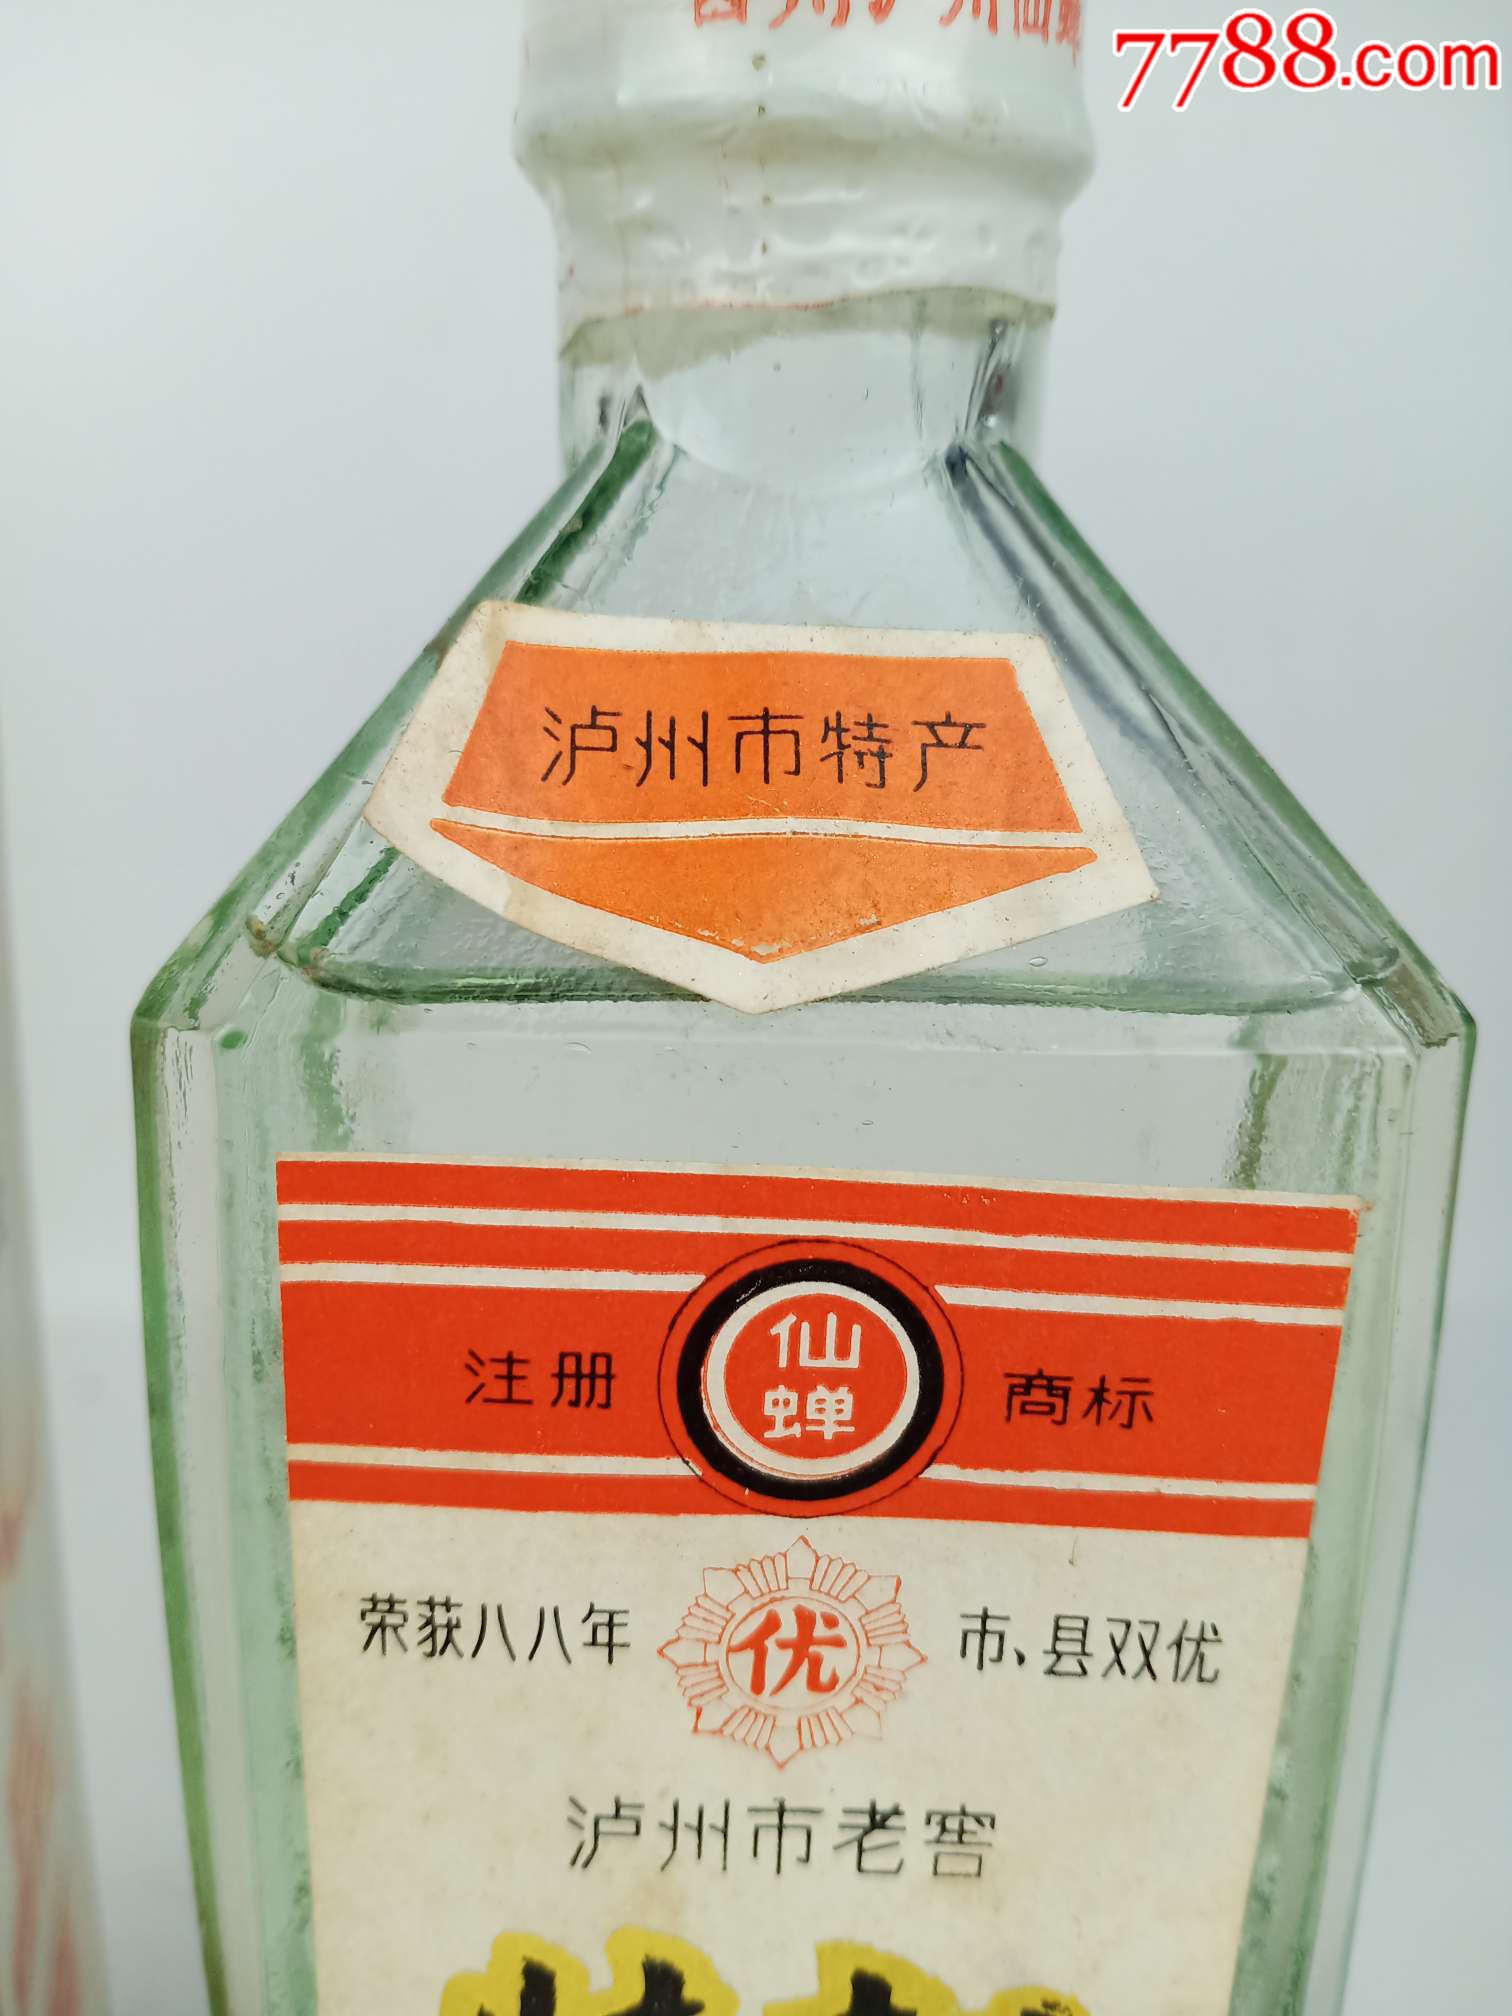 7788.com
泸州市特产
注册 仙蝉 商标
荣获八八年 优 市、县双优
泸州市老窖